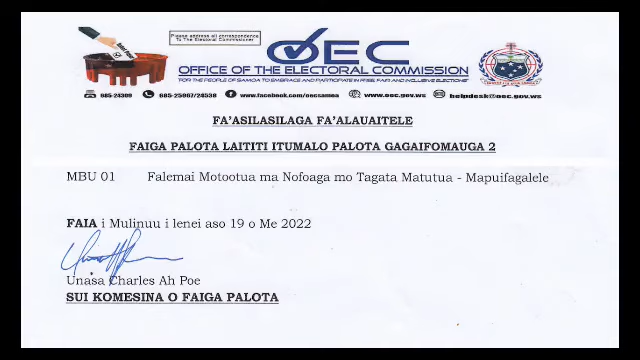 Please address all correspondence
To The Electoral Commissioner
OEC
OFFICE OF THE ELECTORAL COMMISSION
"FOR THE PEOPLE OF SAMOA TO EMBRACE AND PARTICIPATE IN FREE, FAIR AND INCLUSIVE ELECTIONS"
685-24309 685-25967/24538 www.facebook.com/oecsamoa www.oec.gov.ws helpdesk@oec.gov.ws
FA'ASILASILAGA FA'ALAUAITELE
FAIGA PALOTA LAITITI ITUMALO PALOTA GAGAIFOMAUGA 2
MBU 01 Falemai Motootua ma Nofoaga mo Tagata Matutua - Mapuifagalele
FAIA i Mulinuu i lenei aso 19 o Me 2022
Unasa Charles Ah Poe
SUI KOMESINA O FAIGA PALOTA